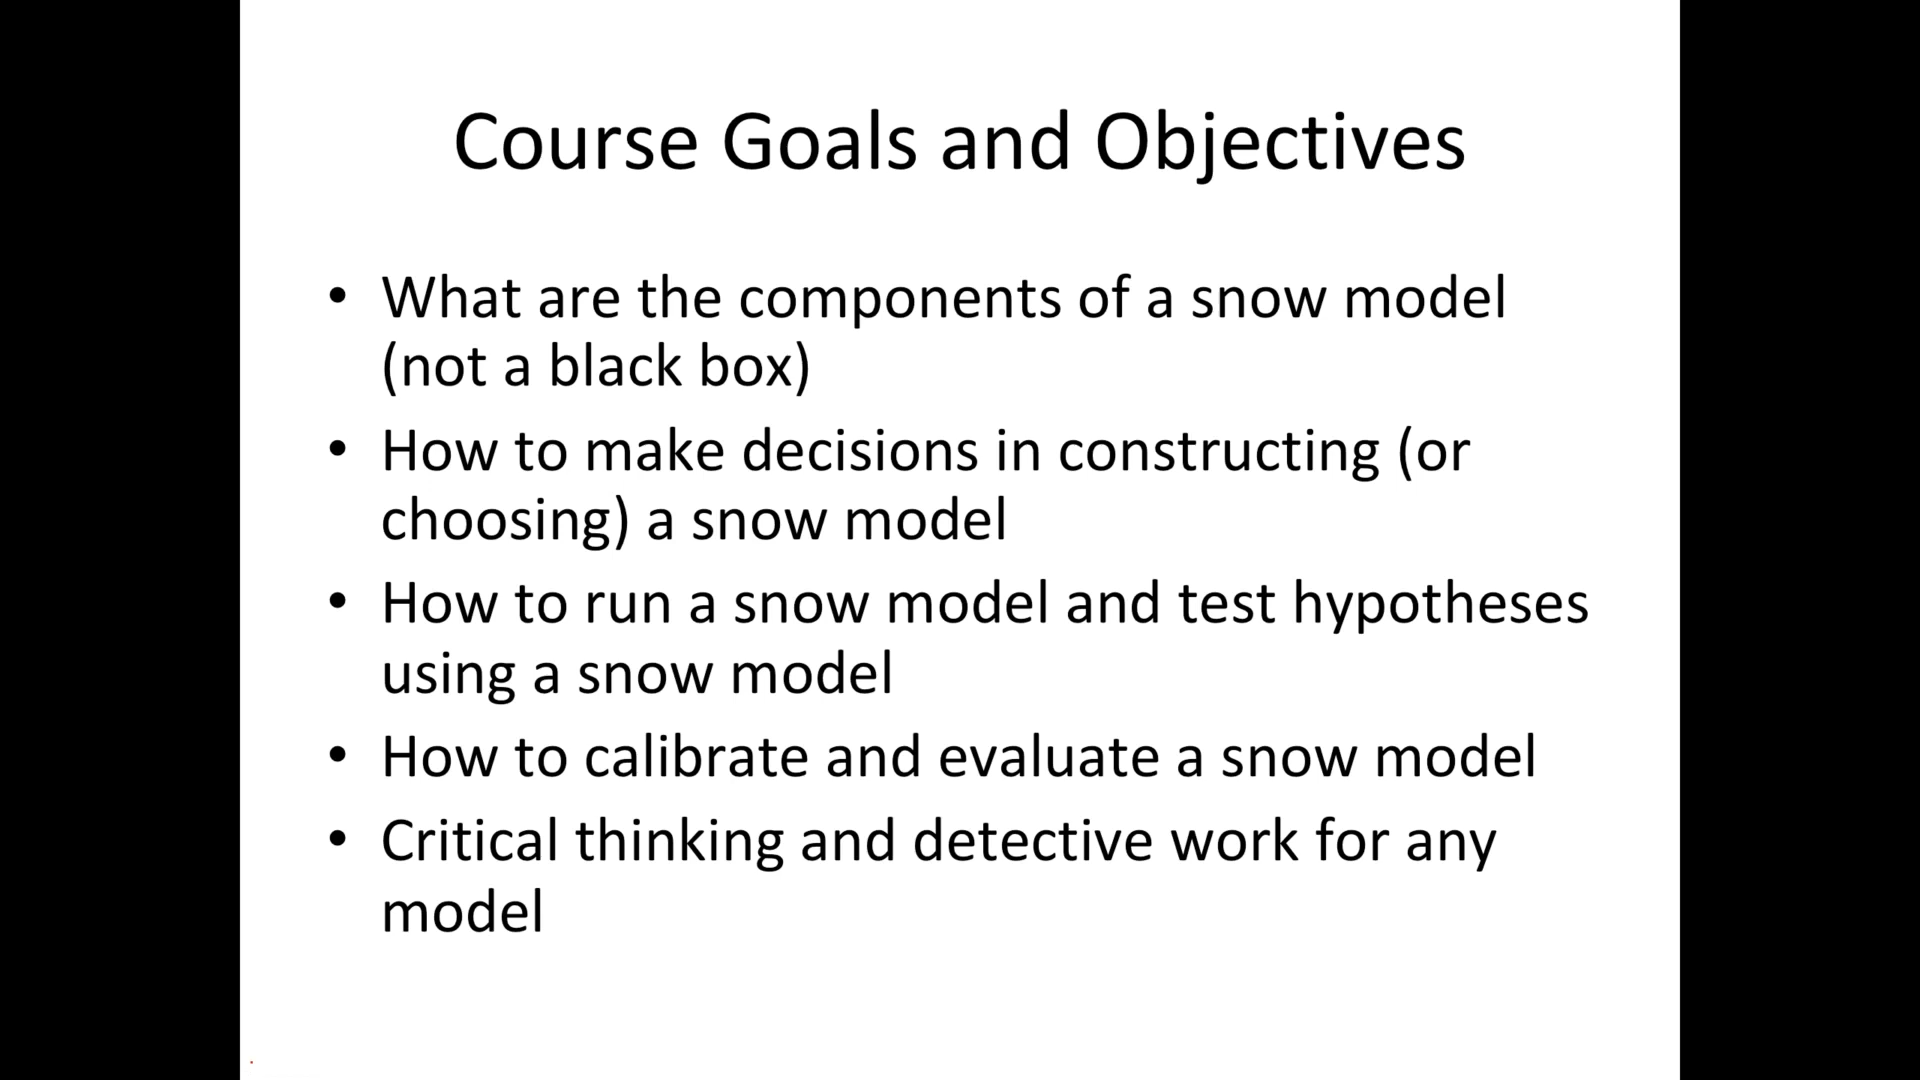 Course Goals and Objectives
• What are the components of a snow model
(not a black box)
• How to make decisions in constructing (or
choosing) a snow model
• How to run a snow model and test hypotheses
using a snow model
• How to calibrate and evaluate a snow model
• Critical thinking and detective work for any
model